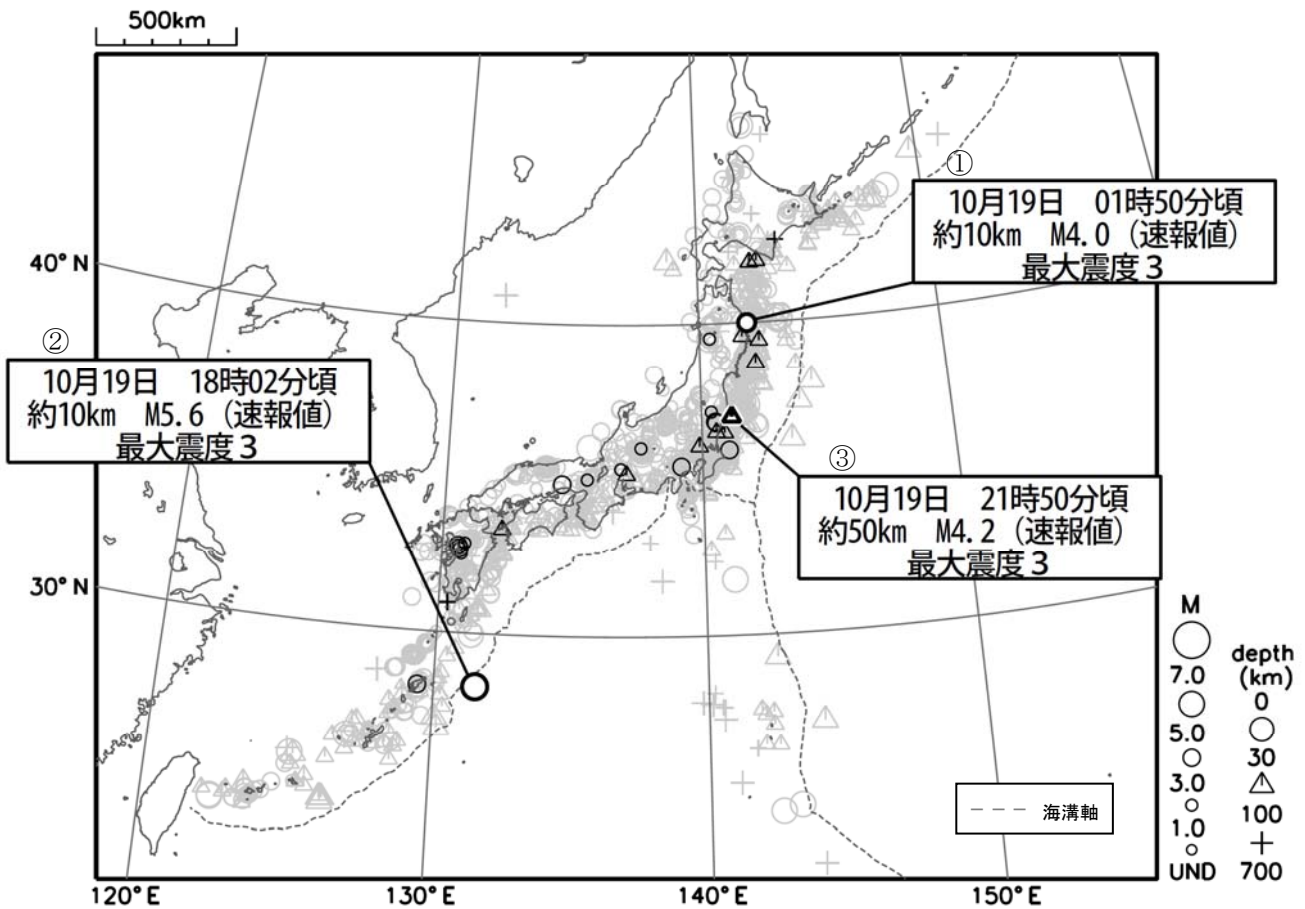 500km
①
10月19日 01時50分頃
約10km M4.0（速報値）
最大震度３
40°N
②
10月19日 18時02分頃
約10km M5.6（速報値）
最大震度３
③
10月19日 21時50分頃
約50km M4.2（速報値）
最大震度３
30°N
M
7.0
5.0
3.0
1.0
UND
depth
(km)
0
30
100
700
海溝軸
120°E
130°E
140°E
150°E